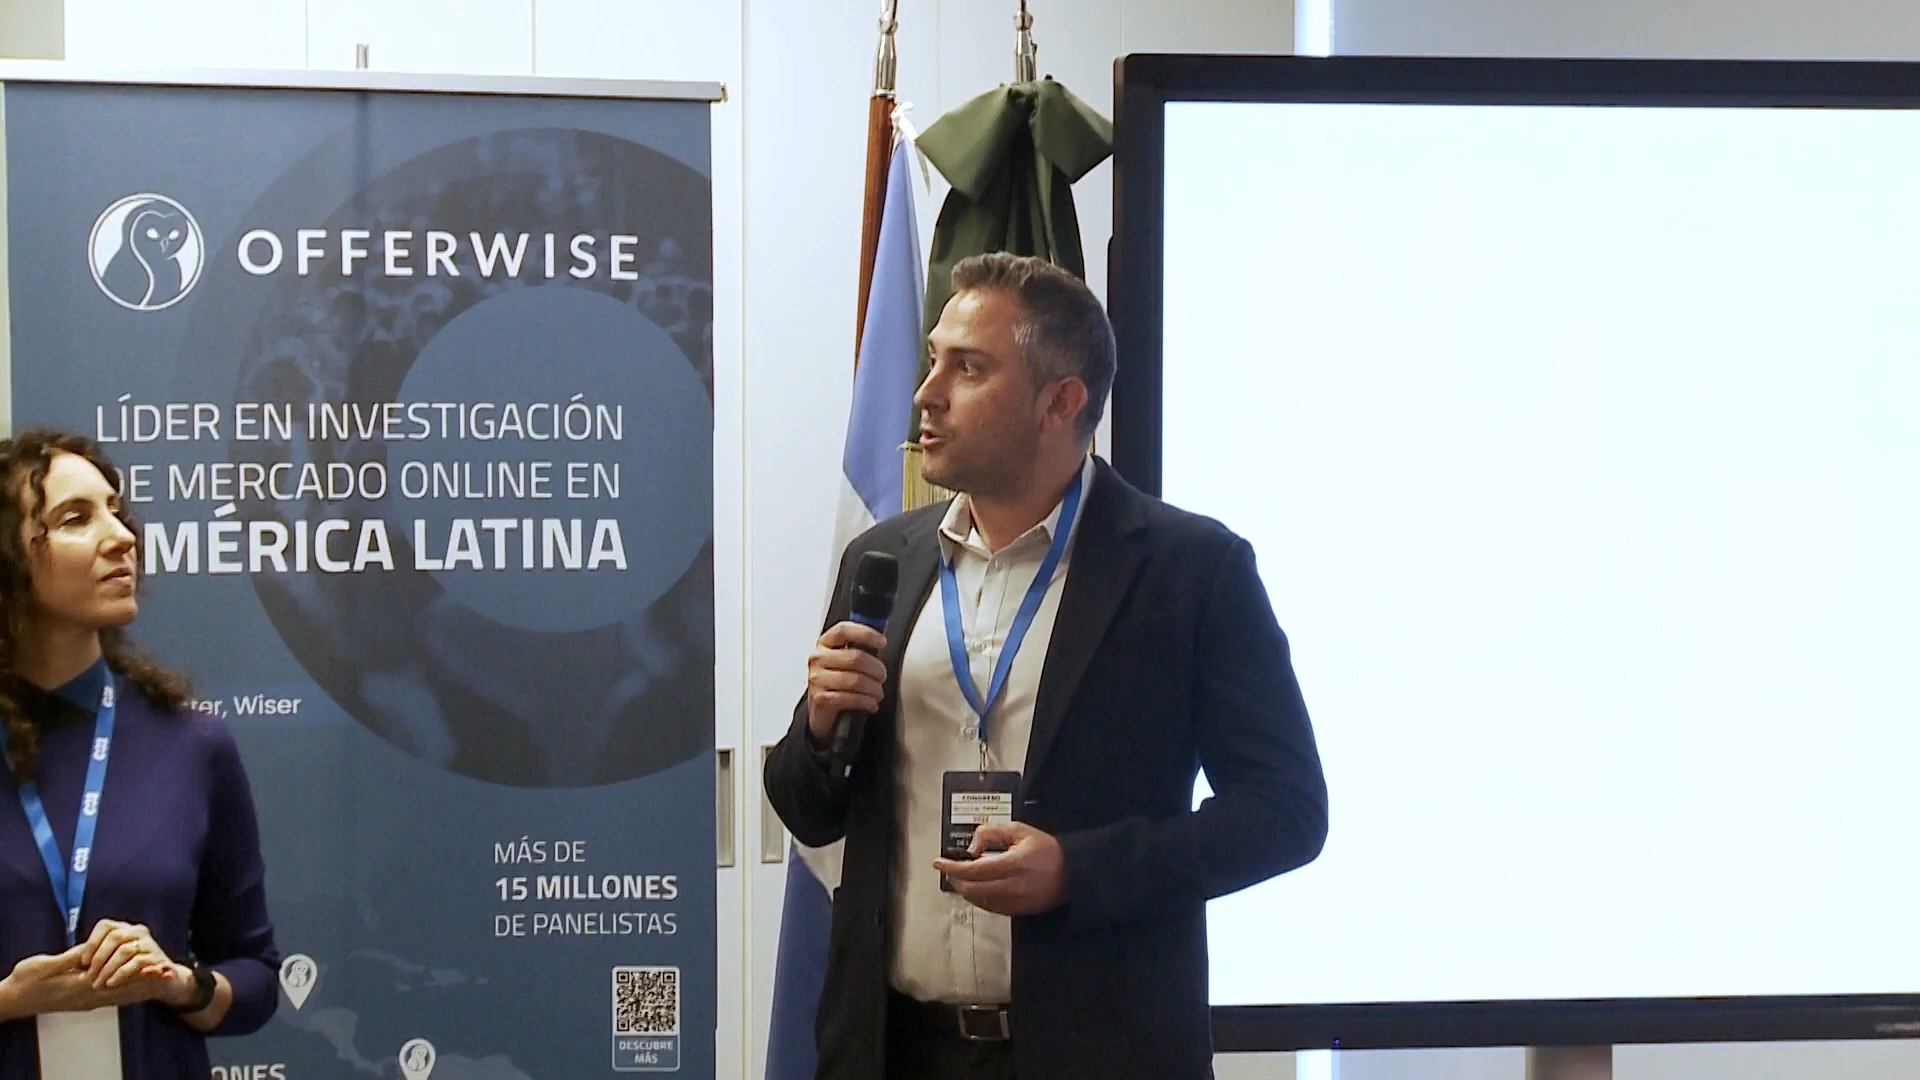 OFFERWISE
LÍDER EN INVESTIGACIÓN
DE MERCADO ONLINE EN
MÉRICA LATINA
ter, Wiser
MÁS DE
15 MILLONES
DE PANELISTAS
DESCUBRE
MÁS
ONES
CONGRESO